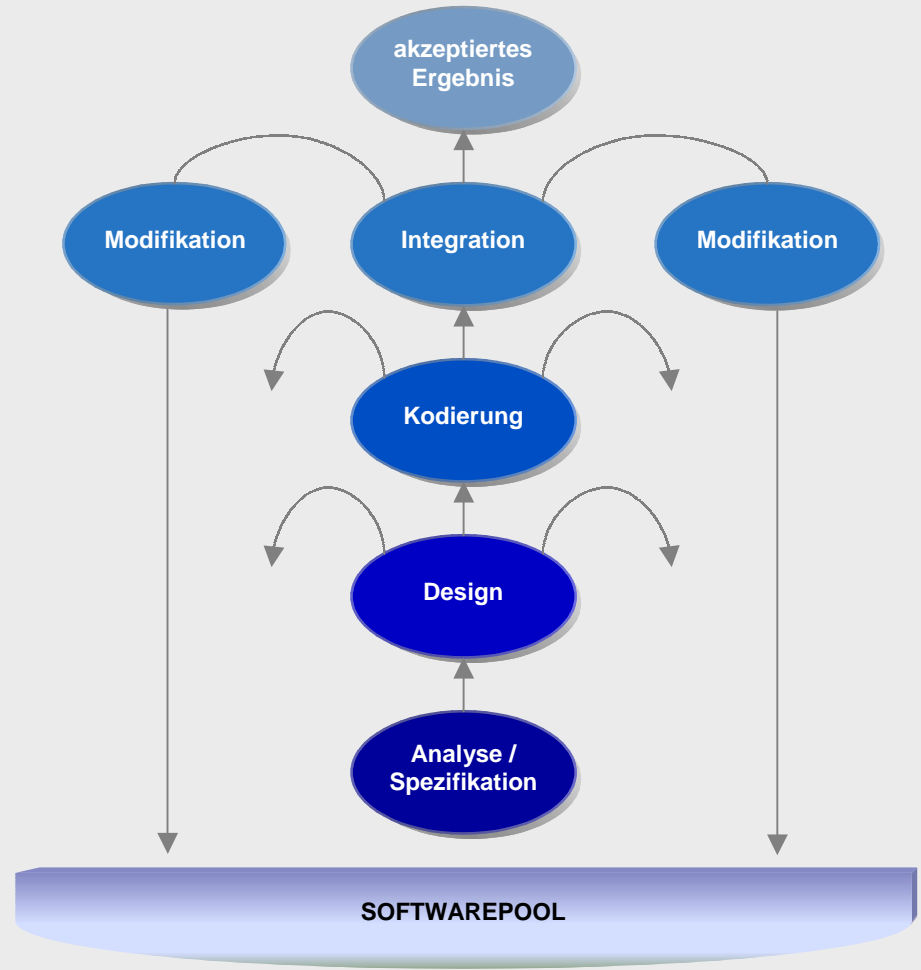 akzeptiertes
Ergebnis
Modifikation
Integration
Modifikation
Kodierung
Design
Analyse /
Spezifikation
SOFTWAREPOOL